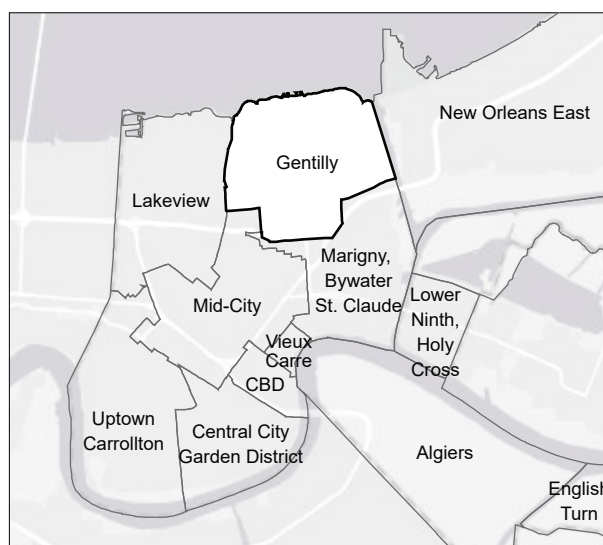 New Orleans East
Gentilly
Lakeview
Marigny,
Bywater
St. Claude
Mid-City
Lower
Ninth,
Holy
Cross
Vieux
Carre
CBD
Uptown
Carrollton
Central City
Garden District
Algiers
English
Turn